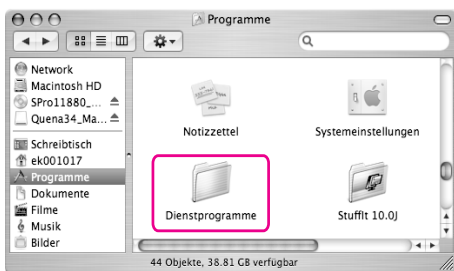 Programme
Network
Macintosh HD
SPro11880_...
Quena34_Ma...
Schreibtisch
ek001017
Programme
Dokumente
Filme
Musik
Bilder
Notizzettel
Systemeinstellungen
Dienstprogramme
StuffIt 10.0J
44 Objekte, 38.81 GB verfügbar